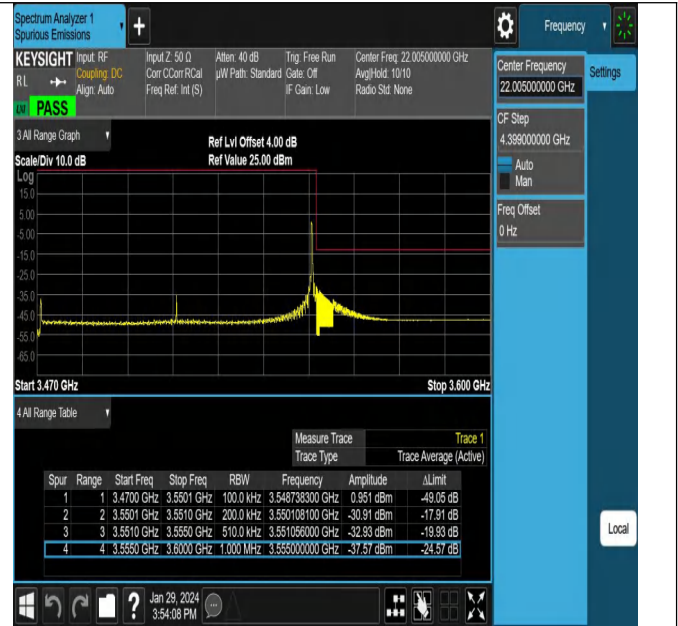 Spectrum Analyzer 1
Spurious Emissions
Frequency
KEYSIGHT Input: RF Input Z: 50 Ω Atten: 40 dB Trig: Free Run Center Freq: 22.005000000 GHz
RL Coupling: DC Corr CCorr RCal µW Path: Standard Gate: Off Avg|Hold: 10/10
Align: Auto Freq Ref: Int (S) IF Gain: Low Radio Std: None
PASS
Center Frequency
22.005000000 GHz
Settings
CF Step
4.399000000 GHz
Auto
Man
Freq Offset
0 Hz
3 All Range Graph
Ref Lvl Offset 4.00 dB
Scale/Div 10.0 dB Ref Value 25.00 dBm
Log
15.0
5.00
-5.00
-15.0
-25.0
-35.0
-45.0
-55.0
-65.0
Start 3.470 GHz Stop 3.600 GHz
4 All Range Table
Measure Trace Trace 1
Trace Type Trace Average (Active)
Spur Range Start Freq Stop Freq RBW Frequency Amplitude ΔLimit
1 1 3.4700 GHz 3.5501 GHz 100.0 kHz 3.548738300 GHz 0.951 dBm -49.05 dB
2 2 3.5501 GHz 3.5510 GHz 200.0 kHz 3.550108100 GHz -30.91 dBm -17.91 dB
3 3 3.5510 GHz 3.5550 GHz 510.0 kHz 3.551056000 GHz -32.93 dBm -19.93 dB
4 4 3.5550 GHz 3.6000 GHz 1.000 MHz 3.555000000 GHz -37.57 dBm -24.57 dB
Local
? Jan 29, 2024
3:54:08 PM